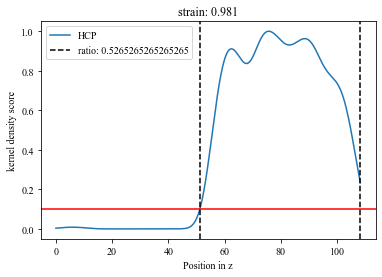 strain: 0.981
HCP
ratio: 0.5265265265265265
kernel density score
1.0
0.8
0.6
0.4
0.2
0.0
0 20 40 60 80 100
Position in z